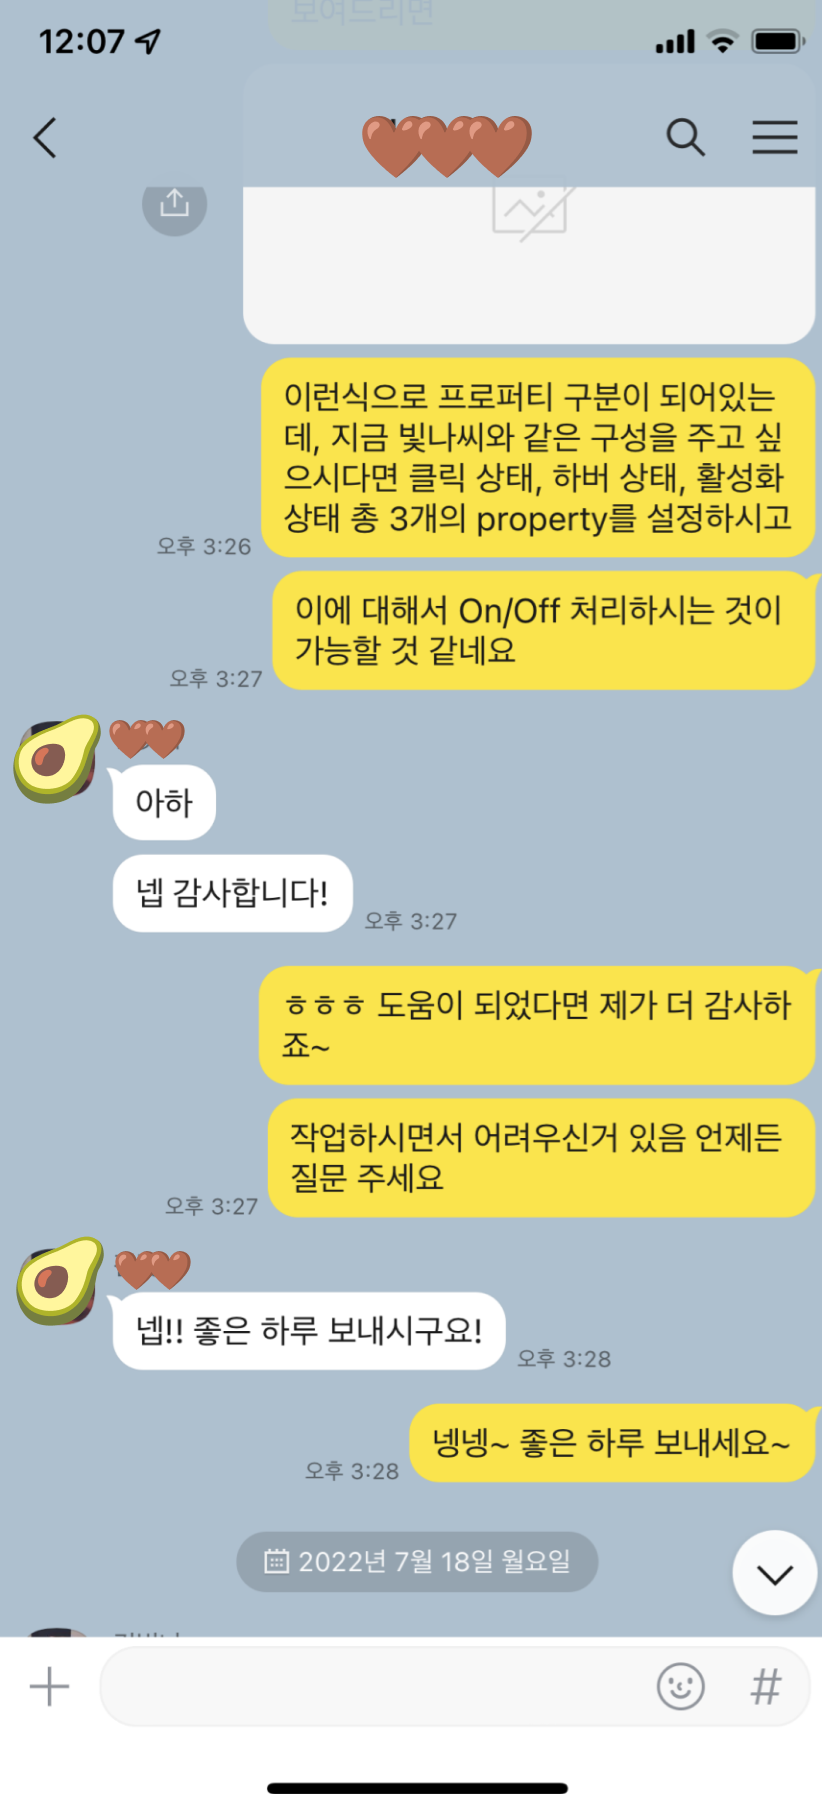 보여드리면
12:07
이런식으로 프로퍼티 구분이 되어있는
데, 지금 빛나씨와 같은 구성을 주고 싶
으시다면 클릭 상태, 하버 상태, 활성화
상태 총 3개의 property를 설정하시고
오후 3:26
이에 대해서 On/Off 처리하시는 것이
가능할 것 같네요
오후 3:27
아하
넵 감사합니다!
오후 3:27
ㅎㅎㅎ 도움이 되었다면 제가 더 감사하
죠~
작업하시면서 어려우신거 있음 언제든
질문 주세요
오후 3:27
넵!! 좋은 하루 보내시구요!
오후 3:28
넹넹~ 좋은 하루 보내세요~
오후 3:28
2022년 7월 18일 월요일
#